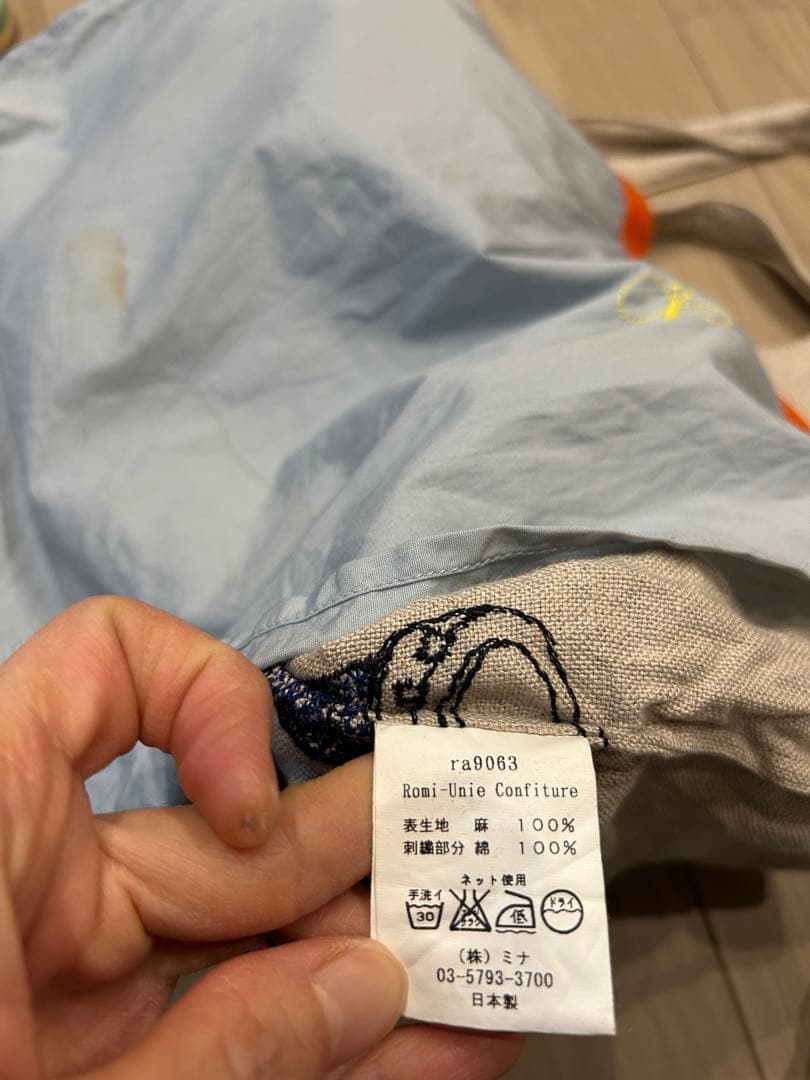 ra9063
Romi-Unie Confiture
表生地 麻 100%
刺繍部分 綿 100%
ネット使用
手洗イ
30
低
ドライ
(株)ミナ
03-5793-3700
日本製